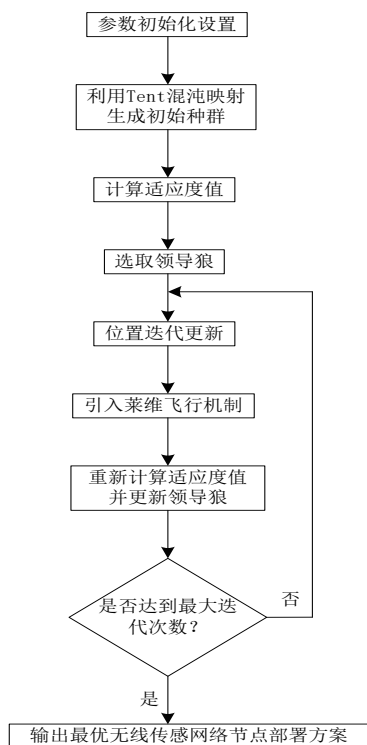 参数初始化设置
利用Tent混沌映射
生成初始种群
计算适应度值
选取领导狼
位置迭代更新
引入莱维飞行机制
重新计算适应度值
并更新领导狼
是否达到最大迭
代次数？
否
是
输出最优无线传感网络节点部署方案